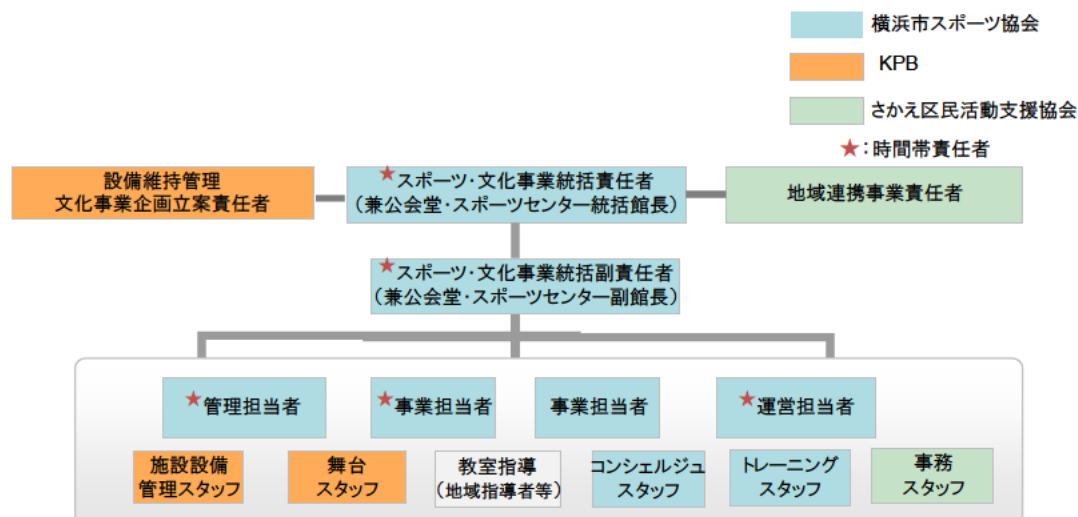 横浜市スポーツ協会
KPB
さかえ区民活動支援協会
★:時間帯責任者
設備維持管理
文化事業企画立案責任者
★スポーツ・文化事業統括責任者
(兼公会堂・スポーツセンター統括館長)
地域連携事業責任者
★スポーツ・文化事業統括副責任者
(兼公会堂・スポーツセンター副館長)
★管理担当者
★事業担当者
事業担当者
★運営担当者
施設設備
管理スタッフ
舞台
スタッフ
教室指導
(地域指導者等)
コンシェルジュ
スタッフ
トレーニング
スタッフ
事務
スタッフ